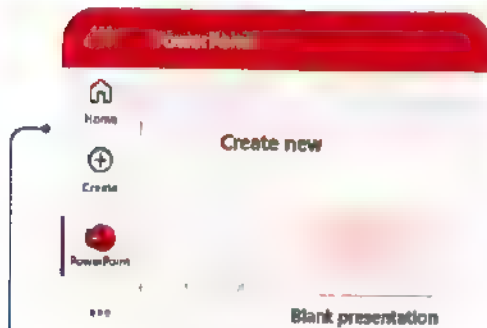 PowerPoint
Home
Create new
Create
PowerPoint
Blank presentation